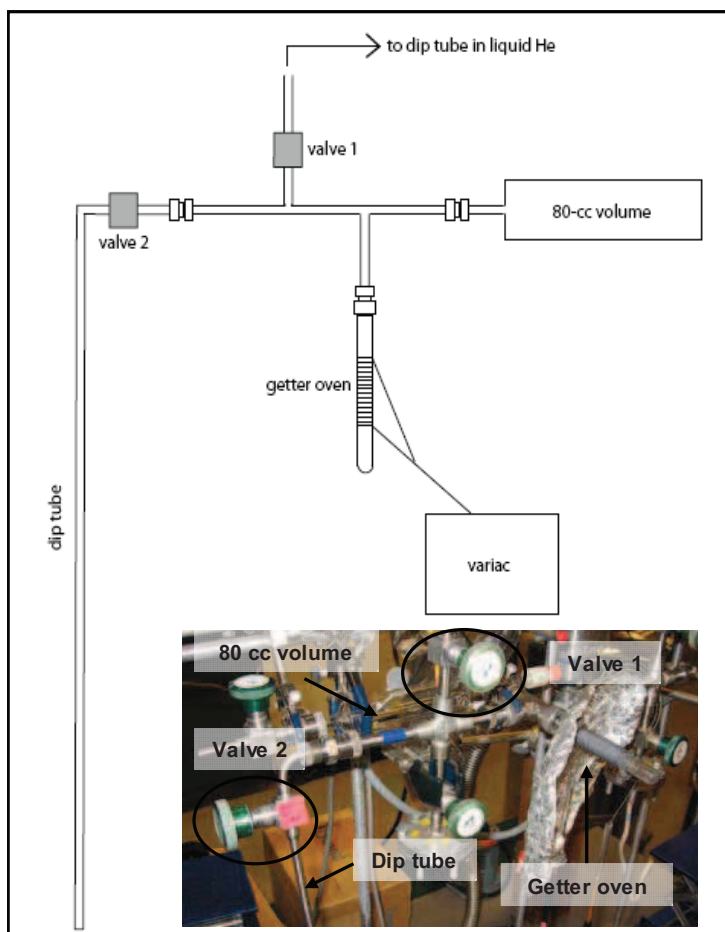 to dip tube in liquid He
valve 1
valve 2
80-cc volume
getter oven
dip tube
variac
80 cc volume
Valve 1
Valve 2
Dip tube
Getter oven